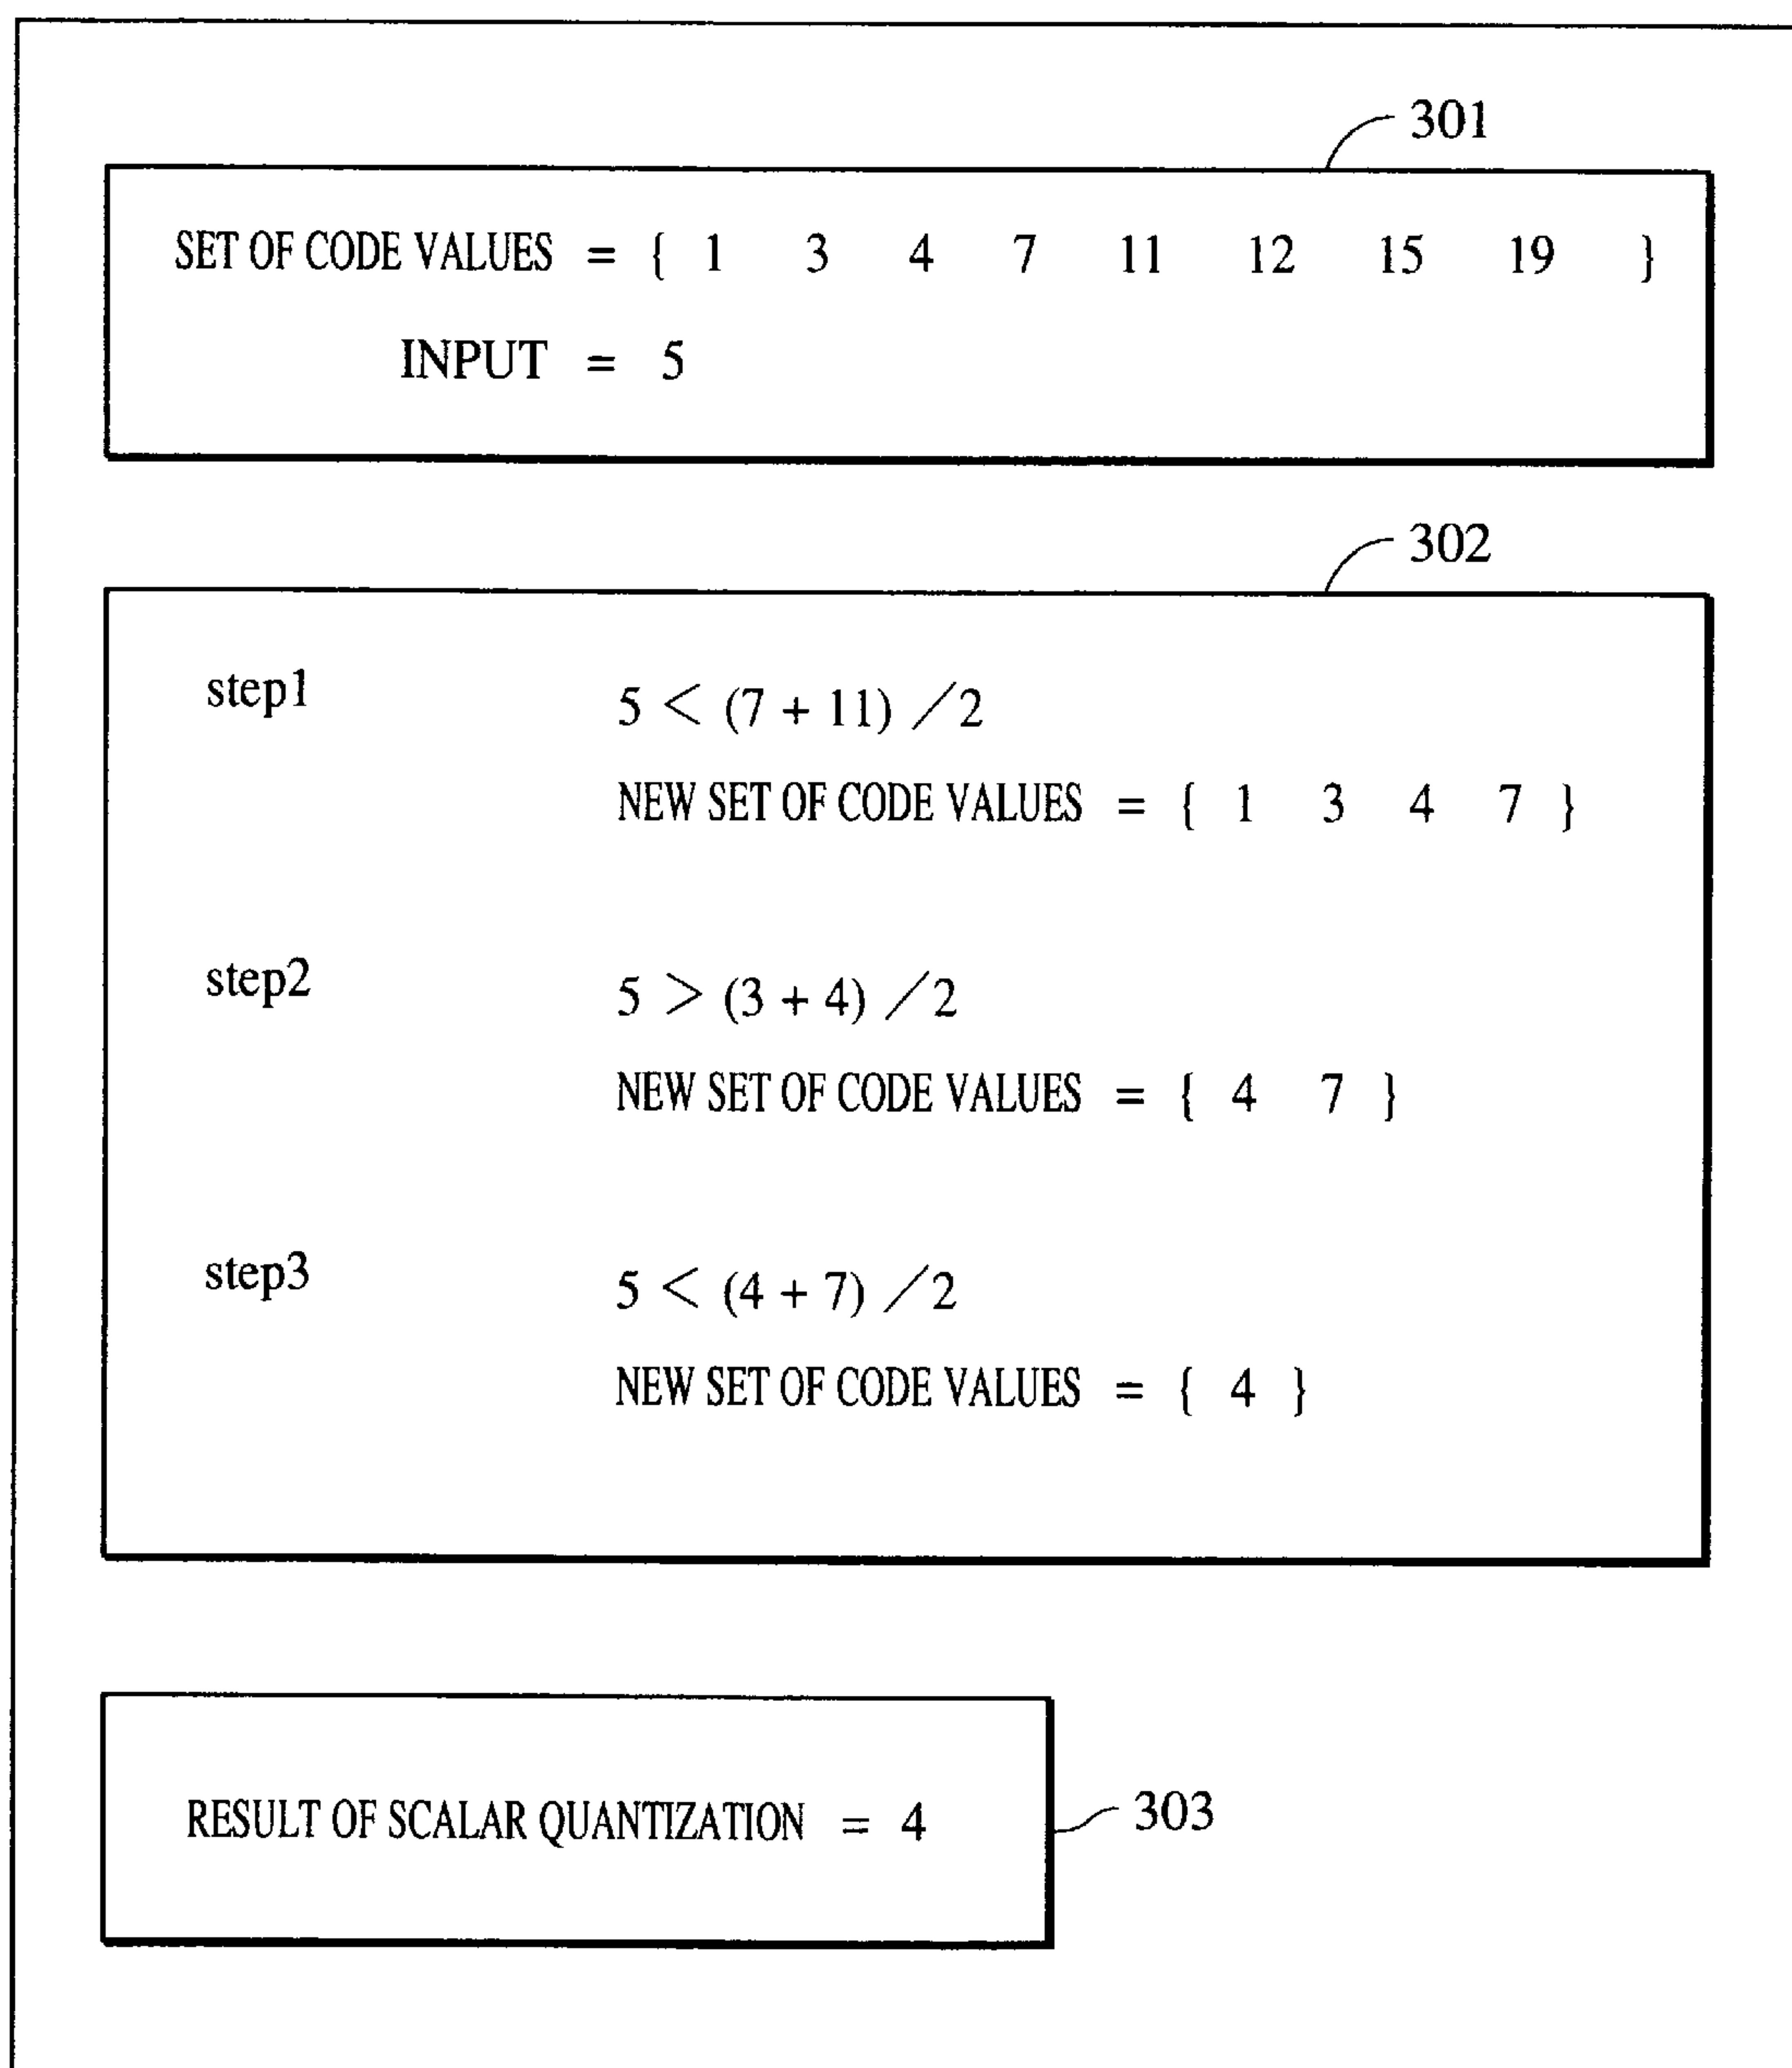 301
SET OF CODE VALUES = { 1 3 4 7 11 12 15 19 }
INPUT = 5
302
step1 5 < (7 + 11) /2
NEW SET OF CODE VALUES = { 1 3 4 7 }
step2 5 > (3 + 4) /2
NEW SET OF CODE VALUES = { 4 7 }
step3 5 < (4 + 7) /2
NEW SET OF CODE VALUES = { 4 }
RESULT OF SCALAR QUANTIZATION = 4 303